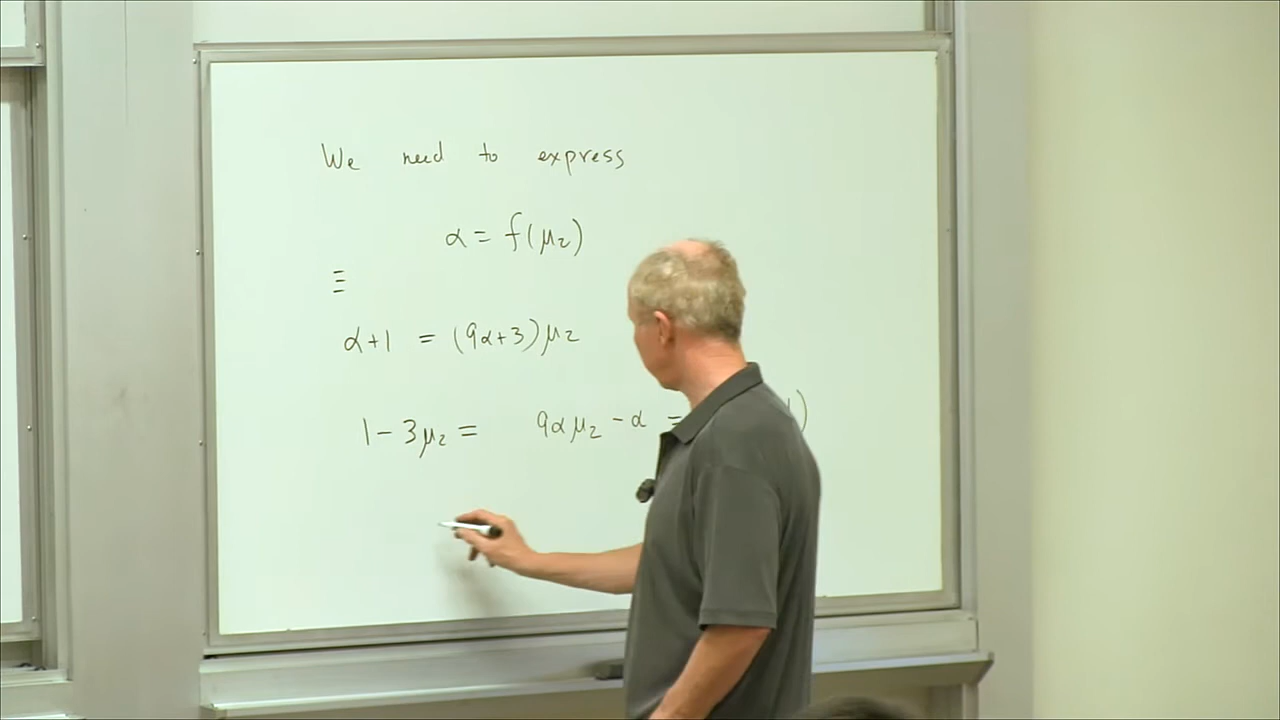 We need to express
α = f(μ₂)
≡
α+1 = (9α+3)μ₂
1 - 3μ₂ = 9αμ₂ - α = )